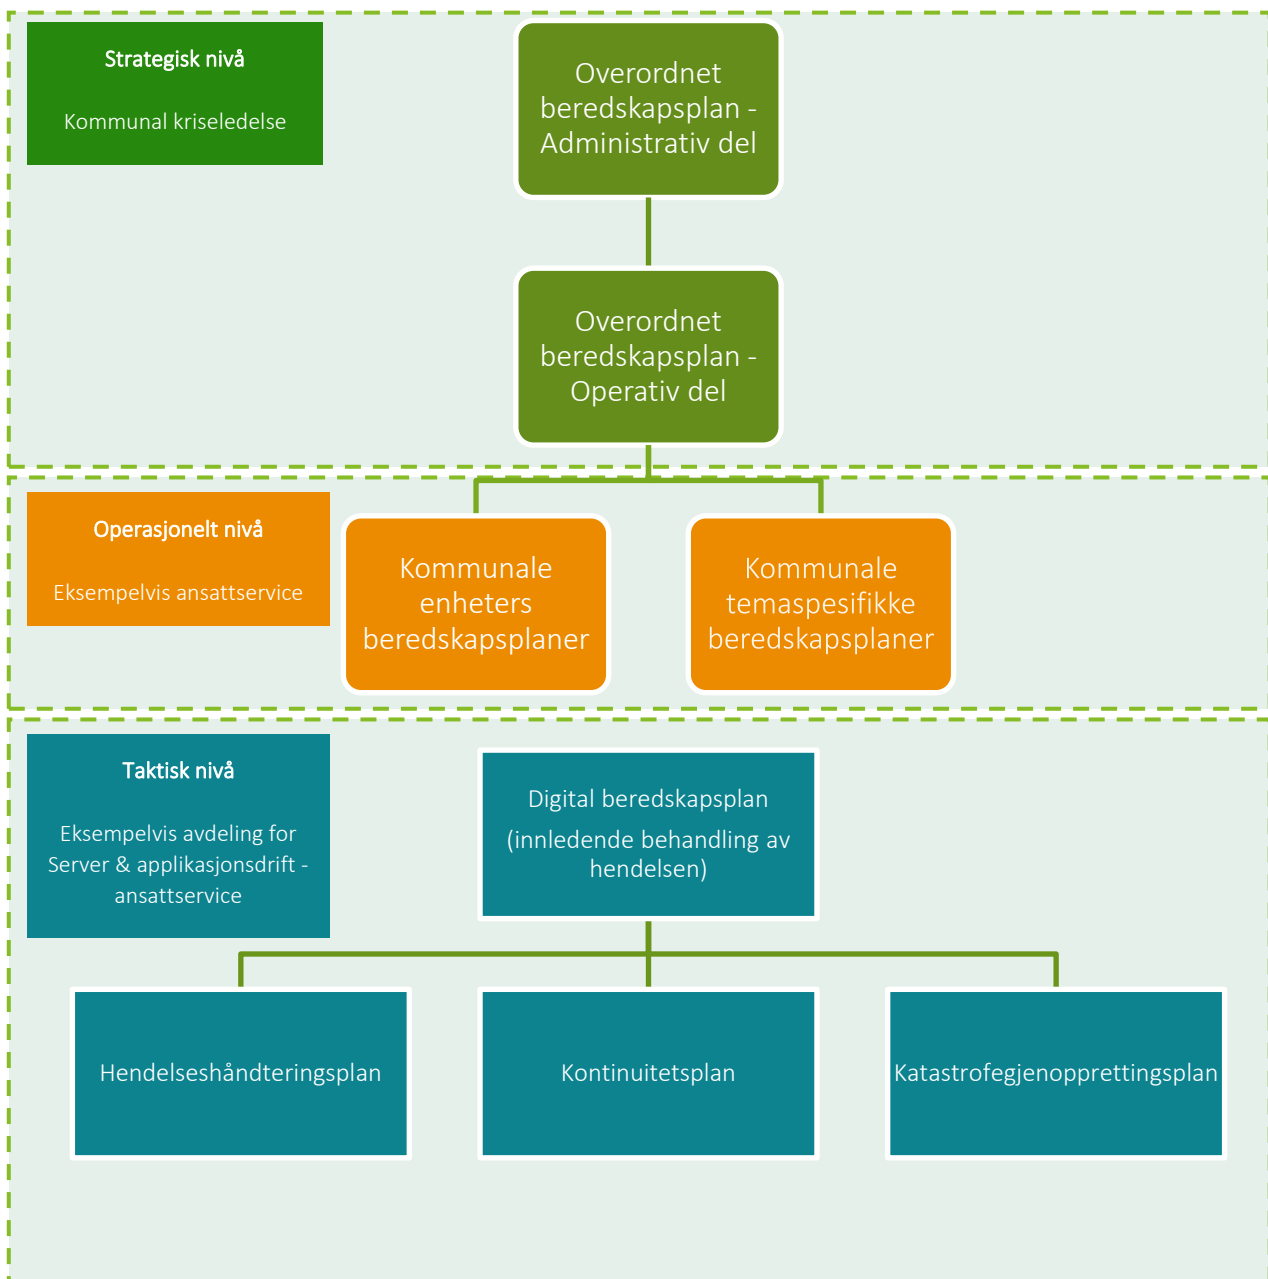 Strategisk nivå
Kommunal kriseledelse
Overordnet
beredskapsplan -
Administrativ del
Overordnet
beredskapsplan -
Operativ del
Operasjonelt nivå
Eksempelvis ansattservice
Kommunale
enheters
beredskapsplaner
Kommunale
temaspesifikke
beredskapsplaner
Taktisk nivå
Eksempelvis avdeling for
Server & applikasjonsdrift -
ansattservice
Digital beredskapsplan
(innledende behandling av
hendelsen)
Hendelseshåndteringsplan
Kontinuitetsplan
Katastrofegjenopprettingsplan